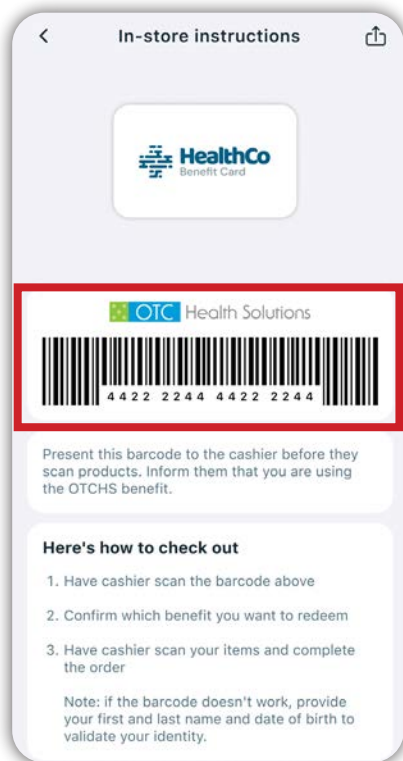 In-store instructions
HealthCo
Benefit Card
OTC Health Solutions
4422 2244 4422 2244
Present this barcode to the cashier before they
scan products. Inform them that you are using
the OTCHS benefit.
Here's how to check out
1. Have cashier scan the barcode above
2. Confirm which benefit you want to redeem
3. Have cashier scan your items and complete
the order
Note: if the barcode doesn't work, provide
your first and last name and date of birth to
validate your identity.